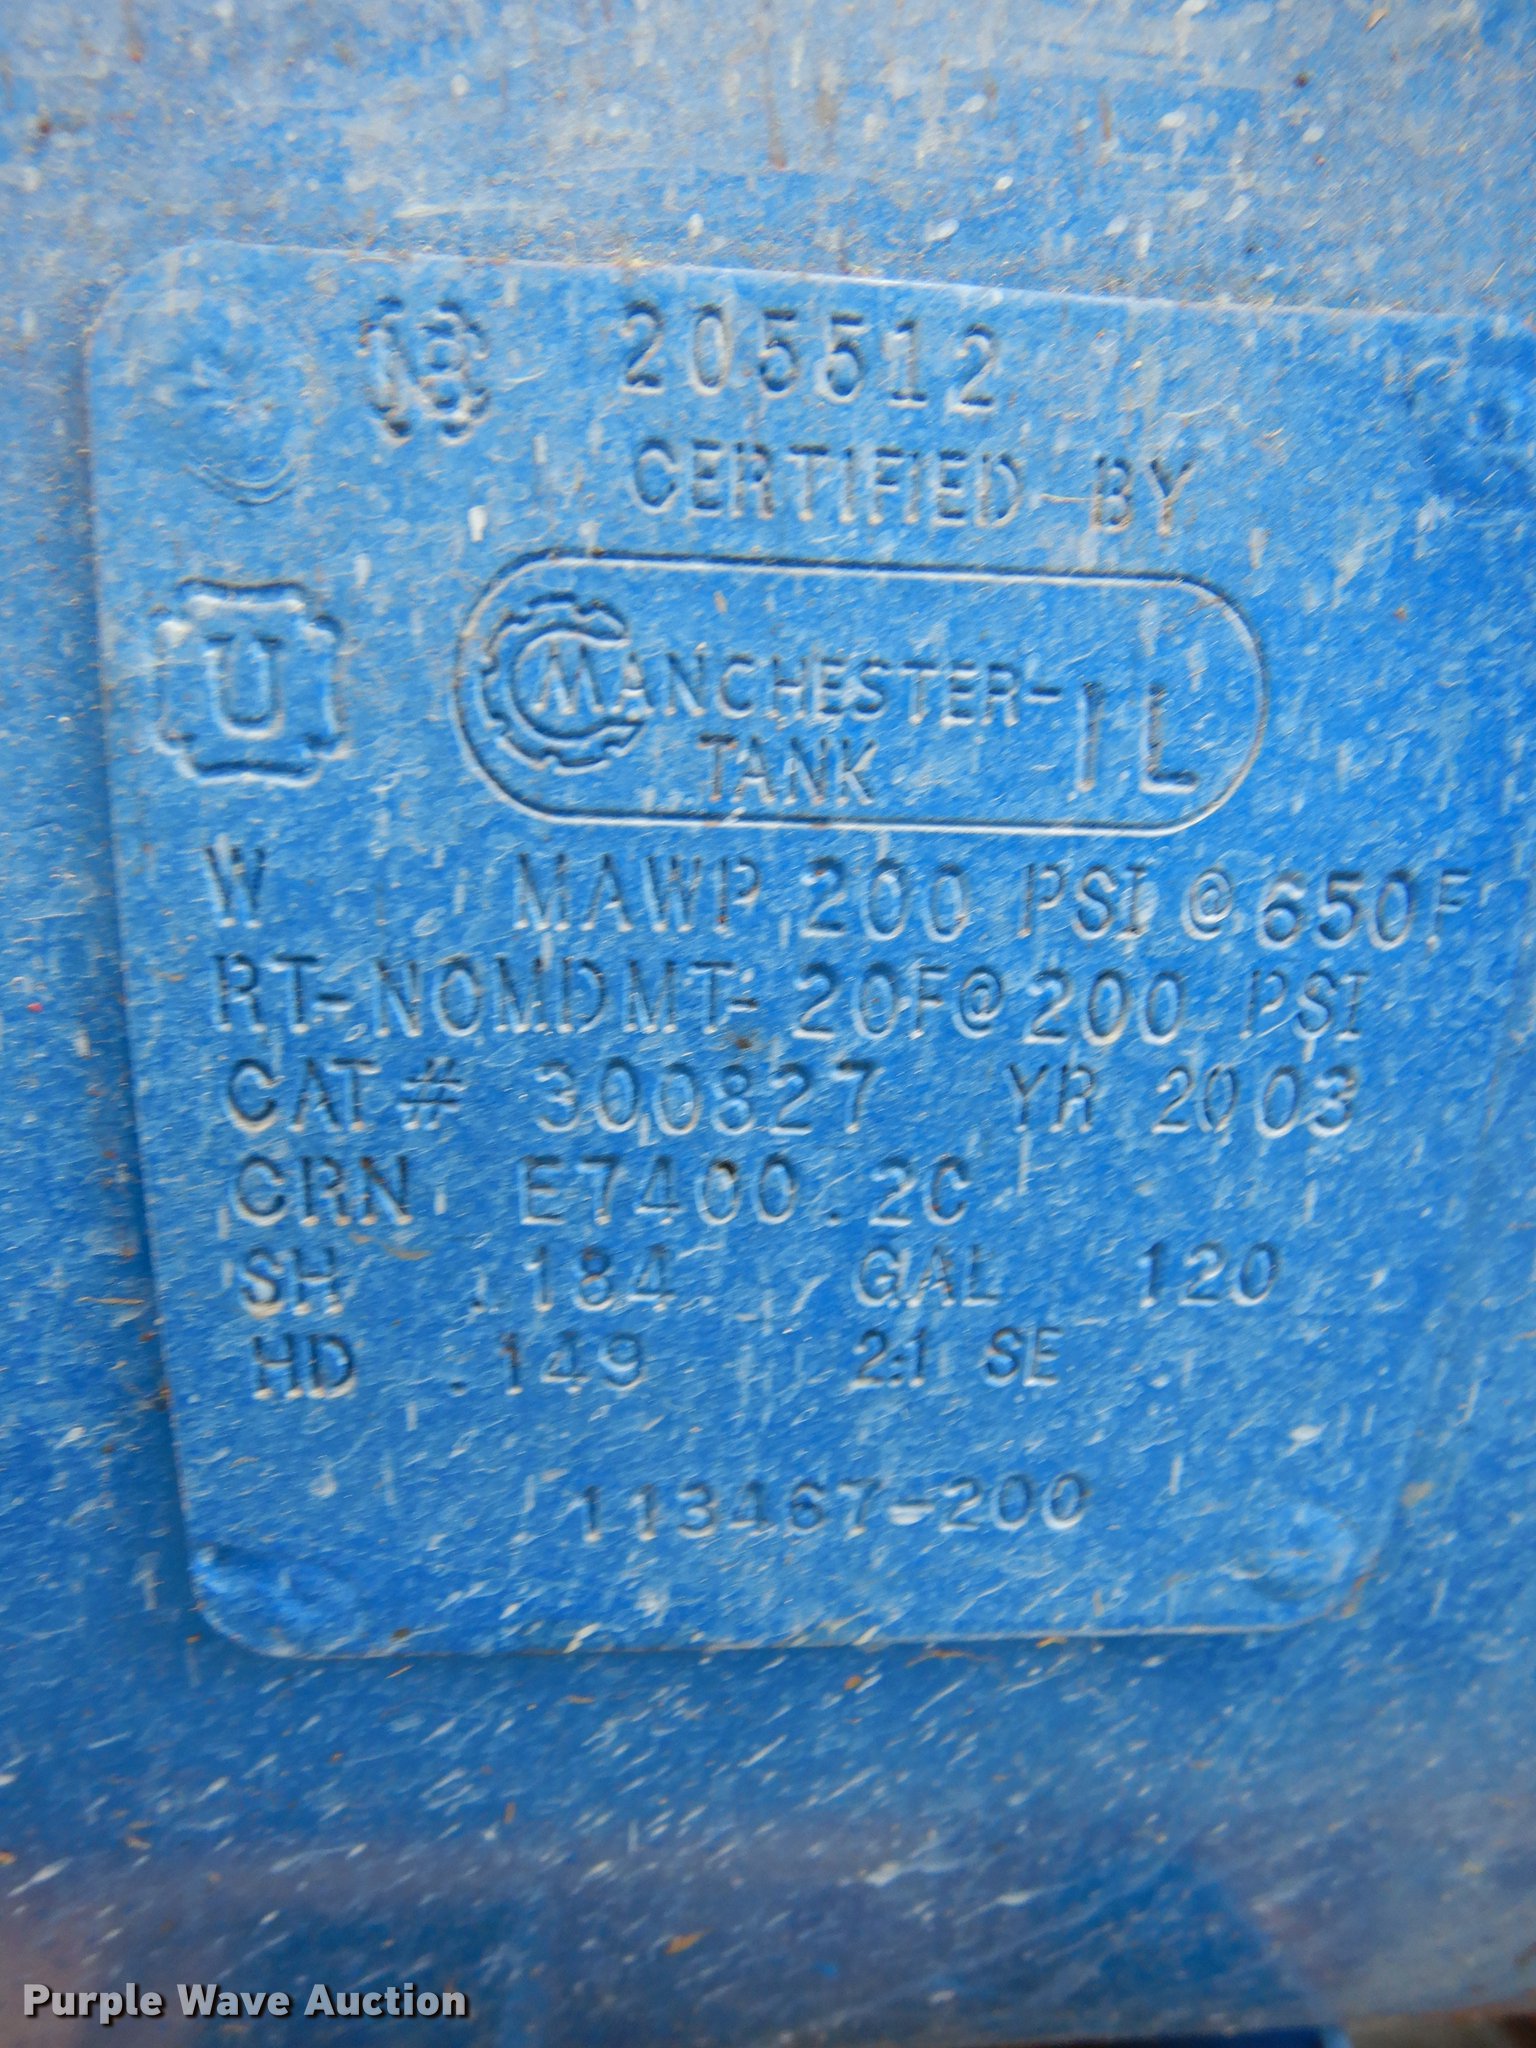 NB 205512
CERTIFIED BY
U
MANCHESTER-IL
TANK
W MAWP 200 PSI @ 650F
RT-NO MDMT- 20F@ 200 PSI
CAT# 300827 YR 2003
CRN E7400.2C
SH .184 GAL 120
HD .149 2:1 SE
113467-200
Purple Wave Auction